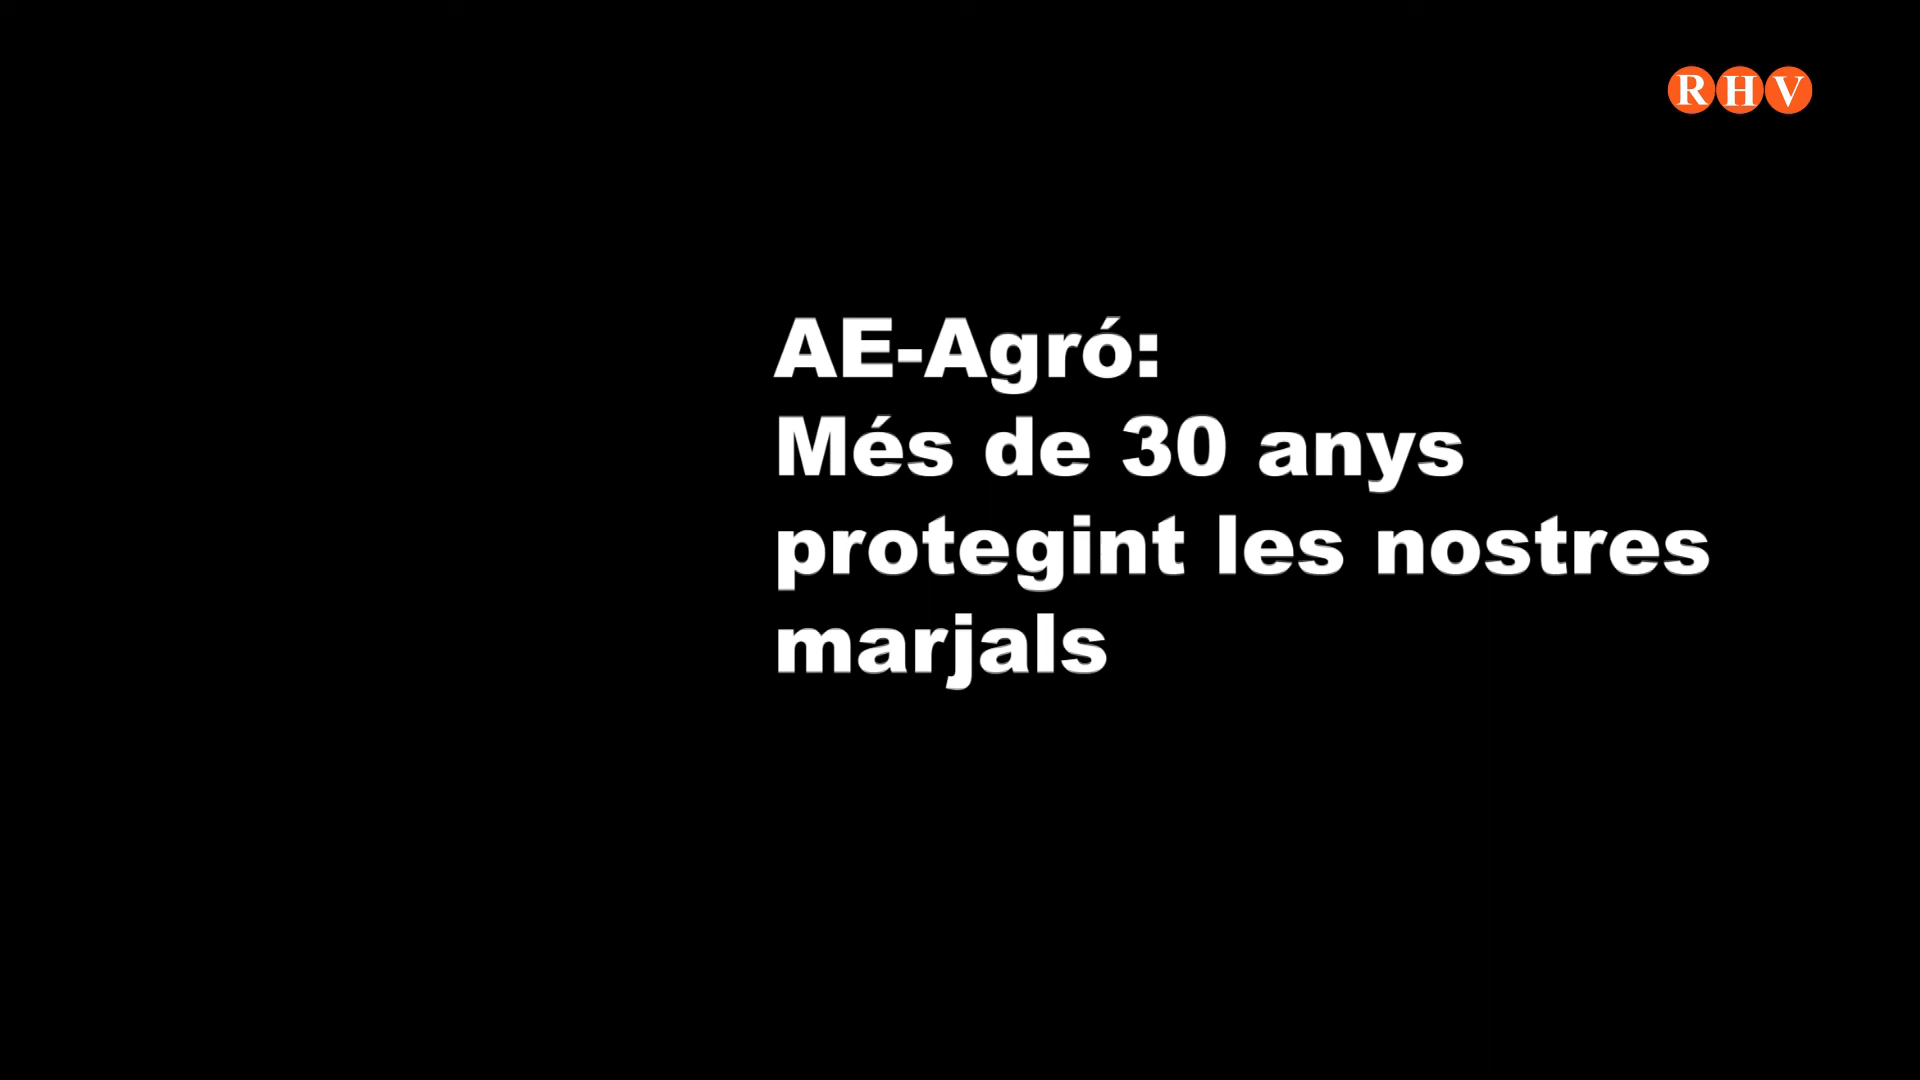 RHV
AE-Agró:
Més de 30 anys
protegint les nostres
marjals